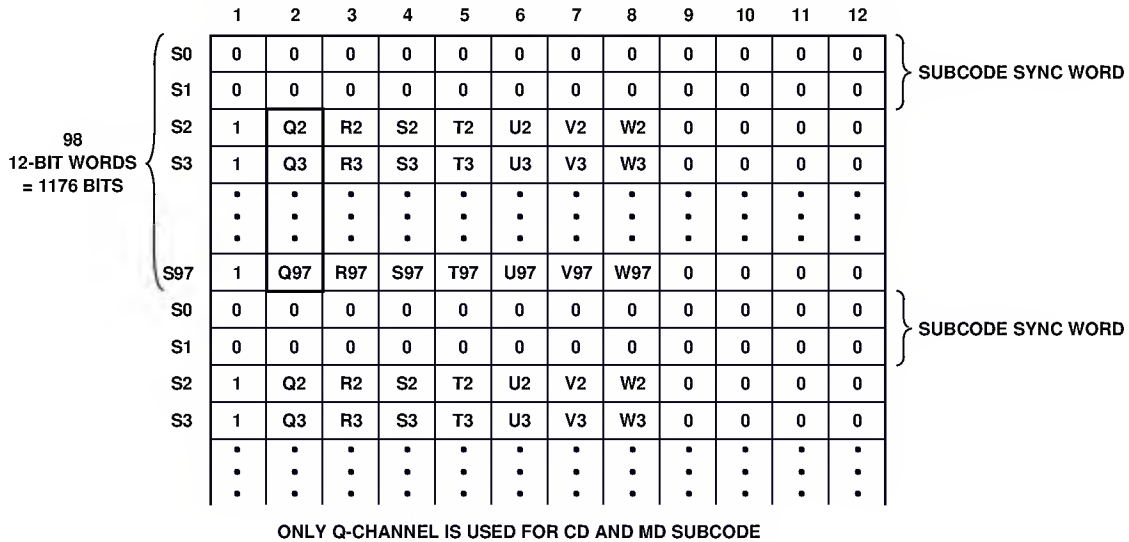 1 2 3 4 5 6 7 8 9 10 11 12
S0 0 0 0 0 0 0 0 0 0 0 0 0
S1 0 0 0 0 0 0 0 0 0 0 0 0
SUBCODE SYNC WORD
S2 1 Q2 R2 S2 T2 U2 V2 W2 0 0 0 0
S3 1 Q3 R3 S3 T3 U3 V3 W3 0 0 0 0
98
12-BIT WORDS
= 1176 BITS
S97 1 Q97 R97 S97 T97 U97 V97 W97 0 0 0 0
S0 0 0 0 0 0 0 0 0 0 0 0 0
S1 0 0 0 0 0 0 0 0 0 0 0 0
SUBCODE SYNC WORD
S2 1 Q2 R2 S2 T2 U2 V2 W2 0 0 0 0
S3 1 Q3 R3 S3 T3 U3 V3 W3 0 0 0 0
ONLY Q-CHANNEL IS USED FOR CD AND MD SUBCODE